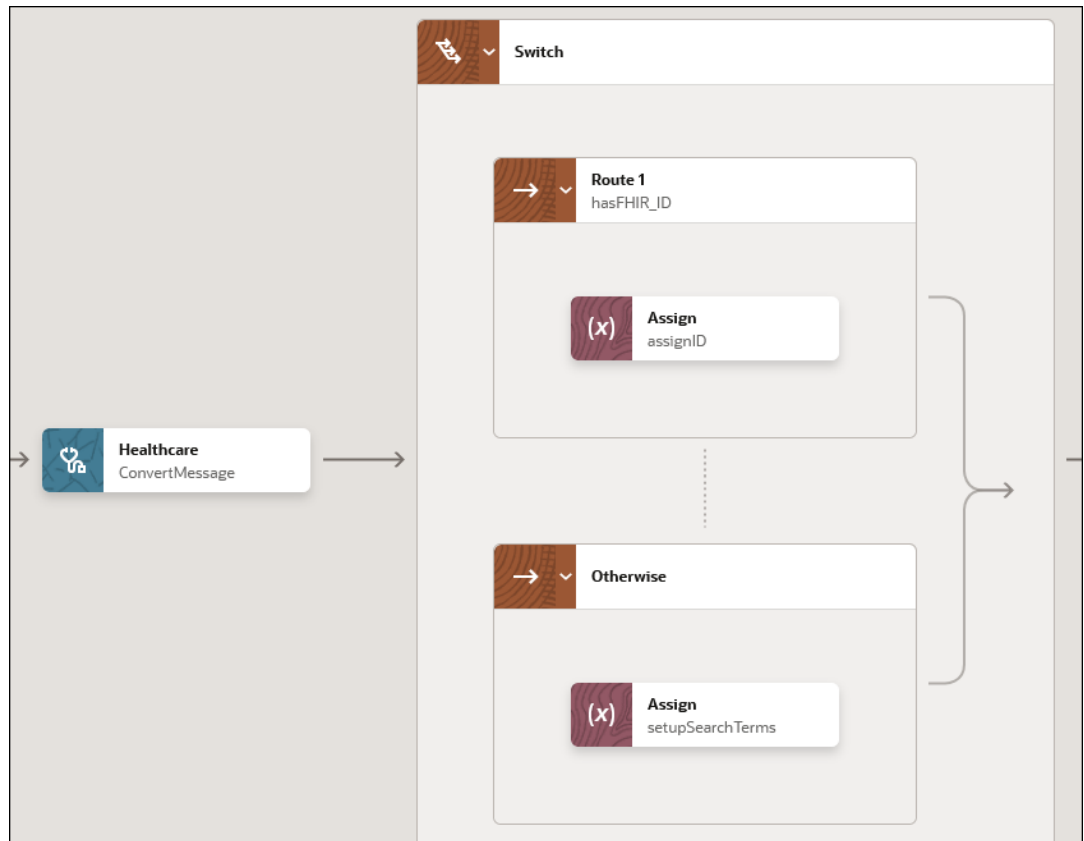 Switch
Route 1
hasFHIR_ID
(x) Assign
assignID
Healthcare
ConvertMessage
Otherwise
(x) Assign
setupSearchTerms